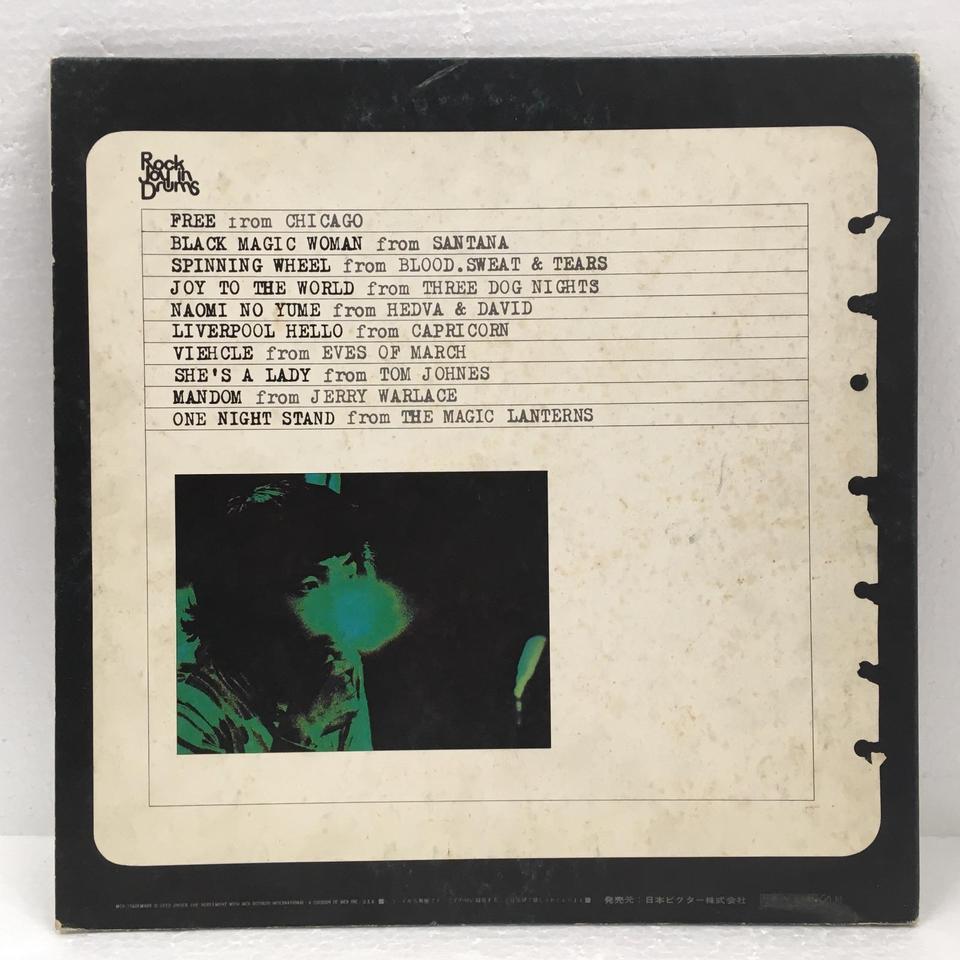 Rock
Joy in
Drums
FREE from CHICAGO
BLACK MAGIC WOMAN from SANTANA
SPINNING WHEEL from BLOOD.SWEAT & TEARS
JOY TO THE WORLD from THREE DOG NIGHTS
NAOMI NO YUME from HEDVA & DAVID
LIVERPOOL HELLO from CAPRICORN
VIEHCLE from EVES OF MARCH
SHE'S A LADY from TOM JOHNES
MANDOM from JERRY WARLACE
ONE NIGHT STAND from THE MAGIC LANTERNS
発売元:日本ビクター株式会社